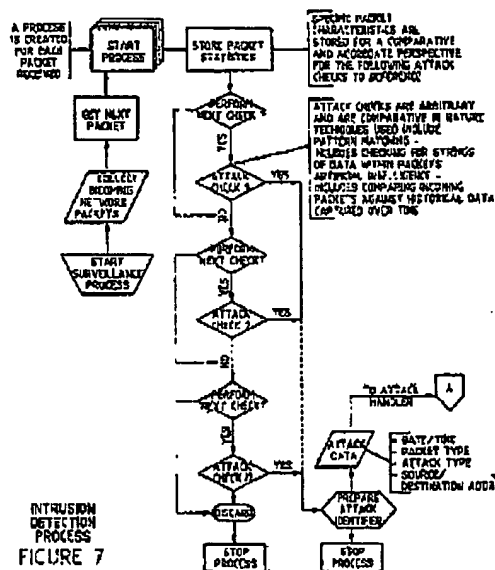 A PROCESS
IS CREATED
FOR EACH
PACKET
RECEIVED
START
PROCESS
STORE PACKET
STATISTICS
SPECIFIC PACKET
CHARACTERISTICS ARE
STORED FOR A COMPARATIVE
AND AGGREGATE PERSPECTIVE
FOR THE FOLLOWING ATTACK
CHECKS TO REFERENCE
GET NEXT
PACKET
COLLECT
INCOMING
NETWORK
PACKETS
START
SURVEILLANCE
PROCESS
PERFORM
NEXT CHECK?
YES
ATTACK
CHECK 1
YES
ATTACK CHECKS ARE ARBITRARY
AND ARE COMPARATIVE IN NATURE
TECHNIQUES USED INCLUDE
PATTERN MATCHING -
INCLUDES CHECKING FOR STRINGS
OF DATA WITHIN PACKETS
ARTIFICIAL INTELLIGENCE -
INCLUDES COMPARING INCOMING
PACKETS AGAINST HISTORICAL DATA
CAPTURED OVER TIME
PERFORM
NEXT CHECK?
YES
ATTACK
CHECK 2
YES
NO
PERFORM
NEXT CHECK?
YES
ATTACK
CHECK
YES
DISCARD
STOP
PROCESS
TO ATTACK
HANDLER
A
ATTACK
DATA
DATE/TIME
PACKET TYPE
ATTACK TYPE
SOURCE/
DESTINATION ADDR
PREPARE
ATTACK
IDENTIFIER
STOP
PROCESS
INTRUSION
DETECTION
PROCESS
FIGURE 7